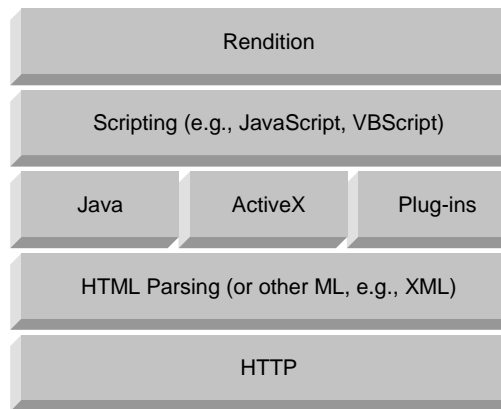 Rendition
Scripting (e.g., JavaScript, VBScript)
Java ActiveX Plug-ins
HTML Parsing (or other ML, e.g., XML)
HTTP